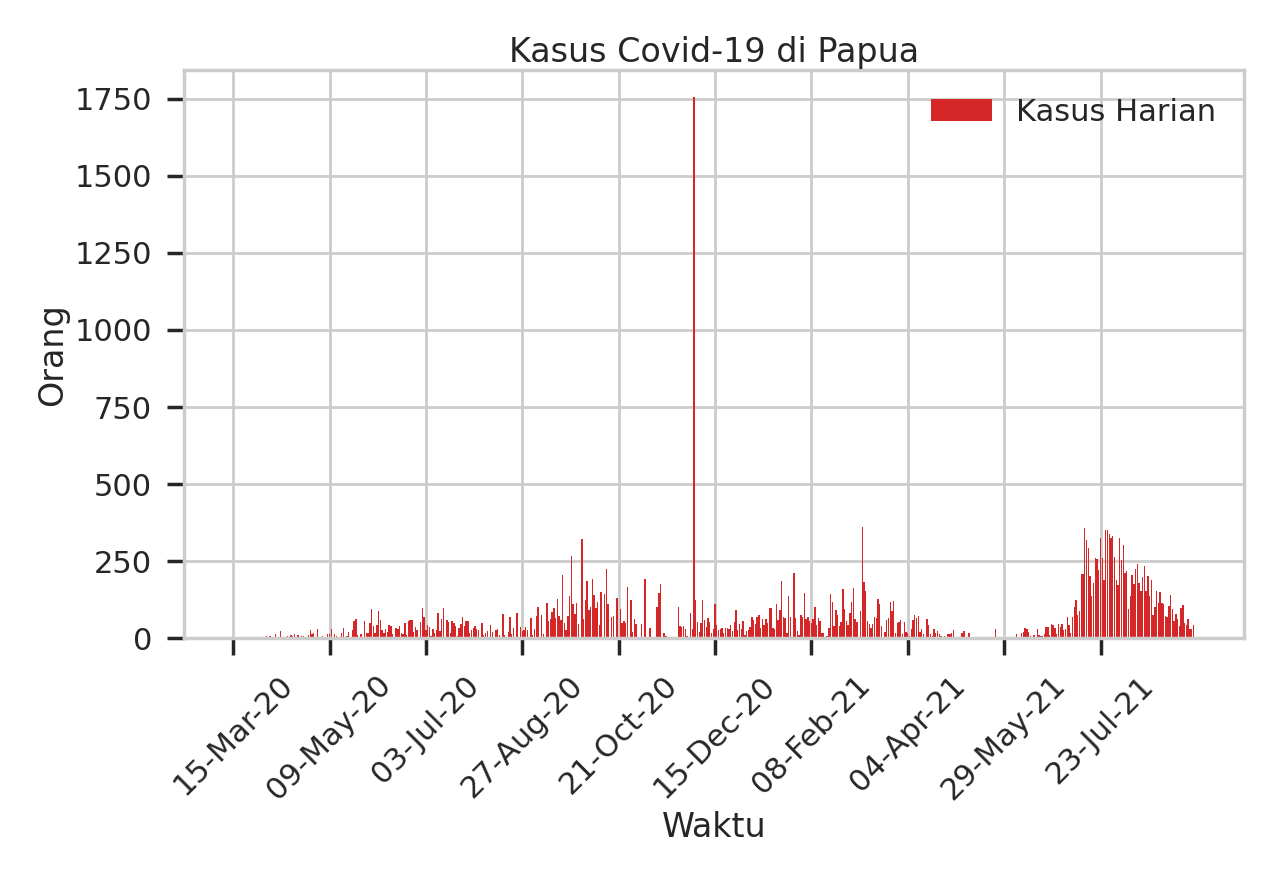 Kasus Covid-19 di Papua
Kasus Harian
Orang
1750
1500
1250
1000
750
500
250
0
15-Mar-20
09-May-20
03-Jul-20
27-Aug-20
21-Oct-20
15-Dec-20
08-Feb-21
04-Apr-21
29-May-21
23-Jul-21
Waktu